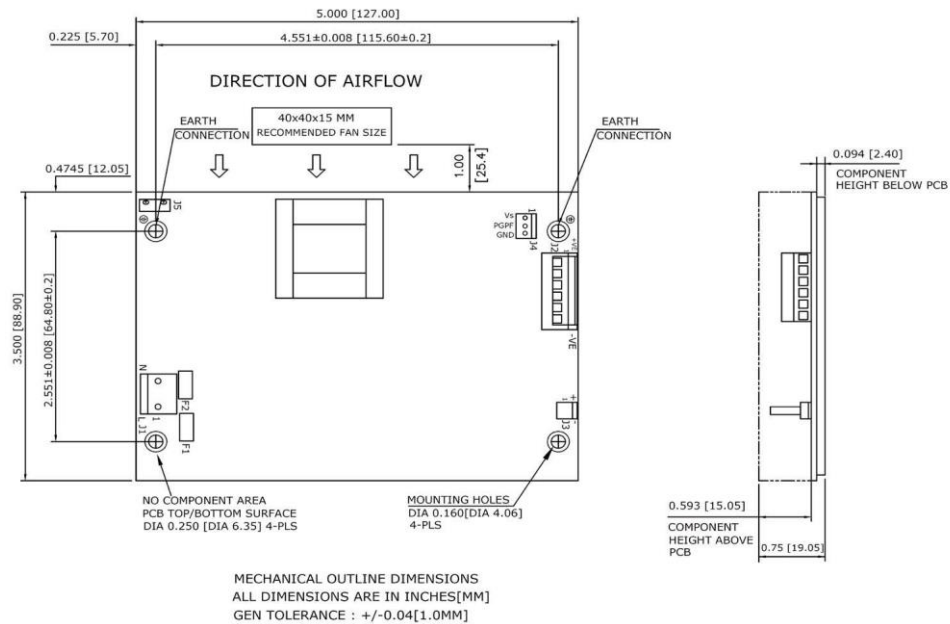 5.000 [127.00]
0.225 [5.70]
4.551±0.008 [115.60±0.2]
DIRECTION OF AIRFLOW
40x40x15 MM
RECOMMENDED FAN SIZE
EARTH
CONNECTION
EARTH
CONNECTION
1.00
[25.4]
0.4745 [12.05]
0.094 [2.40]
COMPONENT
HEIGHT BELOW PCB
J5
Vs
PGPF
GND
1
J4
J2
+VE
-VE
3.500 [88.90]
2.551±0.008 [64.80±0.2]
N
F2
L
1
J1
F1
+
1
J3
-
NO COMPONENT AREA
PCB TOP/BOTTOM SURFACE
DIA 0.250 [DIA 6.35] 4-PLS
MOUNTING HOLES
DIA 0.160[DIA 4.06]
4-PLS
0.593 [15.05]
COMPONENT
HEIGHT ABOVE
PCB
0.75 [19.05]
MECHANICAL OUTLINE DIMENSIONS
ALL DIMENSIONS ARE IN INCHES[MM]
GEN TOLERANCE : +/-0.04[1.0MM]